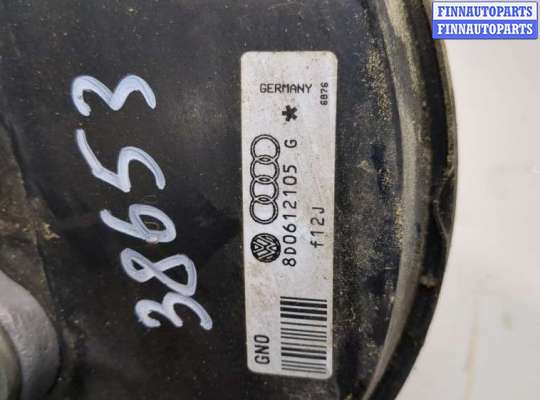 FINNAUTOPARTS
FINNAUTOPARTS
38653
GERMANY
6876
*
8D0612105 G
f12J
GNO